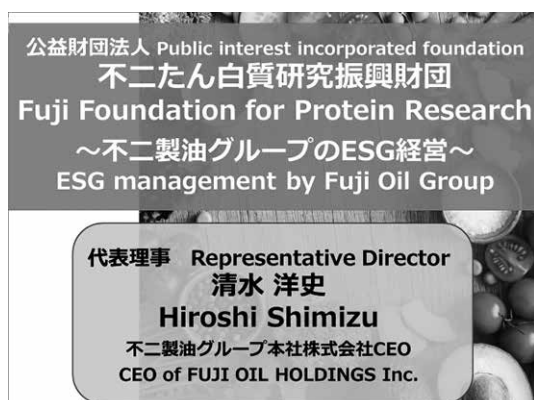 公益財団法人 Public interest incorporated foundation
不二たん白質研究振興財団
Fuji Foundation for Protein Research
～不二製油グループのESG経営～
ESG management by Fuji Oil Group
代表理事 Representative Director
清水 洋史
Hiroshi Shimizu
不二製油グループ本社株式会社CEO
CEO of FUJI OIL HOLDINGS Inc.